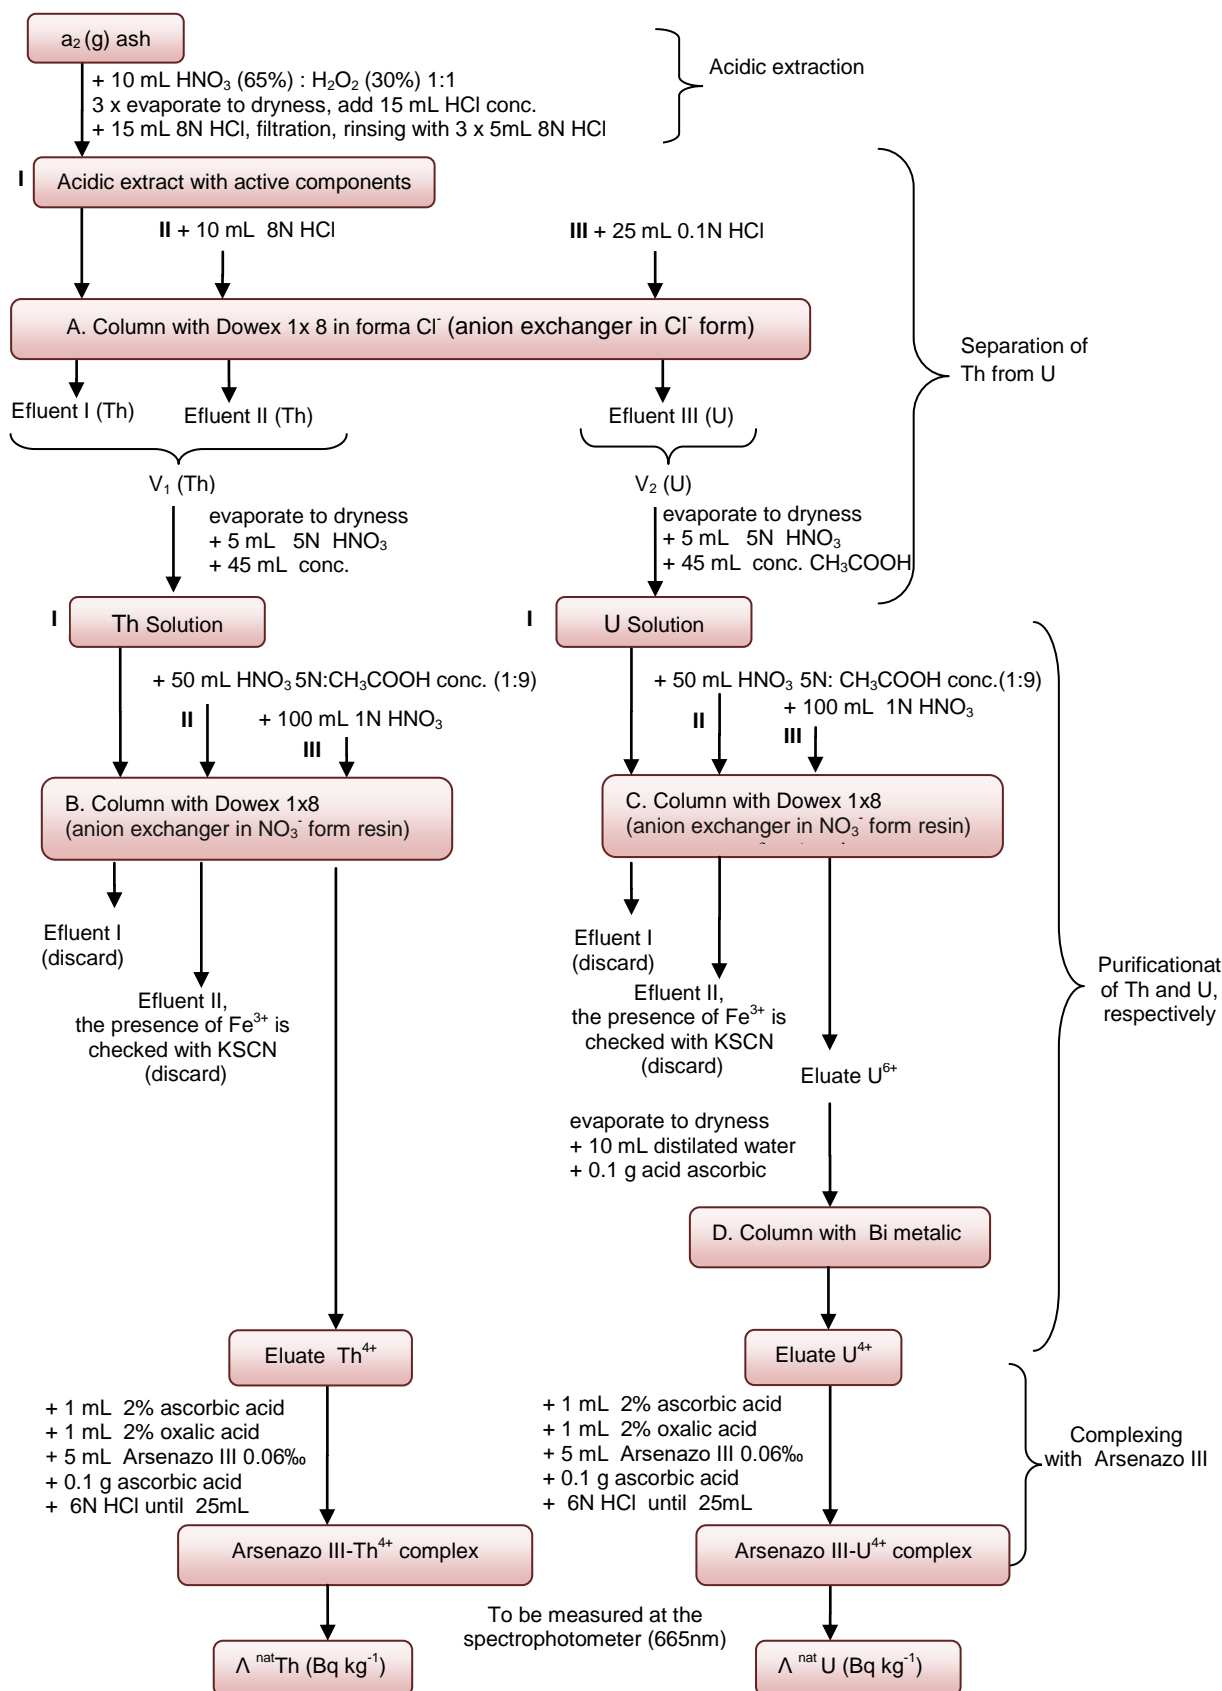 a₂ (g) ash
+ 10 mL HNO₃ (65%) : H₂O₂ (30%) 1:1
3 x evaporate to dryness, add 15 mL HCl conc.
+ 15 mL 8N HCl, filtration, rinsing with 3 x 5mL 8N HCl
Acidic extraction
I
Acidic extract with active components
II + 10 mL 8N HCl
III + 25 mL 0.1N HCl
A. Column with Dowex 1x 8 in forma Cl⁻ (anion exchanger in Cl⁻ form)
Separation of
Th from U
Efluent I (Th)
Efluent II (Th)
Efluent III (U)
V₁ (Th)
V₂ (U)
evaporate to dryness
+ 5 mL 5N HNO₃
+ 45 mL conc.
evaporate to dryness
+ 5 mL 5N HNO₃
+ 45 mL conc. CH₃COOH
I
Th Solution
I
U Solution
+ 50 mL HNO₃ 5N:CH₃COOH conc. (1:9)
II
+ 100 mL 1N HNO₃
III
+ 50 mL HNO₃ 5N: CH₃COOH conc.(1:9)
+ 100 mL 1N HNO₃
II
III
B. Column with Dowex 1x8
(anion exchanger in NO₃⁻ form resin)
C. Column with Dowex 1x8
(anion exchanger in NO₃⁻ form resin)
Efluent I
(discard)
Efluent II,
the presence of Fe³⁺ is
checked with KSCN
(discard)
Efluent I
(discard)
Efluent II,
the presence of Fe³⁺ is
checked with KSCN
(discard)
Eluate U⁶⁺
Purificationat
of Th and U,
respectively
evaporate to dryness
+ 10 mL distilated water
+ 0.1 g acid ascorbic
D. Column with Bi metalic
Eluate Th⁴⁺
Eluate U⁴⁺
+ 1 mL 2% ascorbic acid
+ 1 mL 2% oxalic acid
+ 5 mL Arsenazo III 0.06‰
+ 0.1 g ascorbic acid
+ 6N HCl until 25mL
+ 1 mL 2% ascorbic acid
+ 1 mL 2% oxalic acid
+ 5 mL Arsenazo III 0.06‰
+ 0.1 g ascorbic acid
+ 6N HCl until 25mL
Complexing
with Arsenazo III
Arsenazo III-Th⁴⁺ complex
Arsenazo III-U⁴⁺ complex
To be measured at the
spectrophotometer (665nm)
Λ ⁿᵃᵗTh (Bq kg⁻¹)
Λ ⁿᵃᵗ U (Bq kg⁻¹)